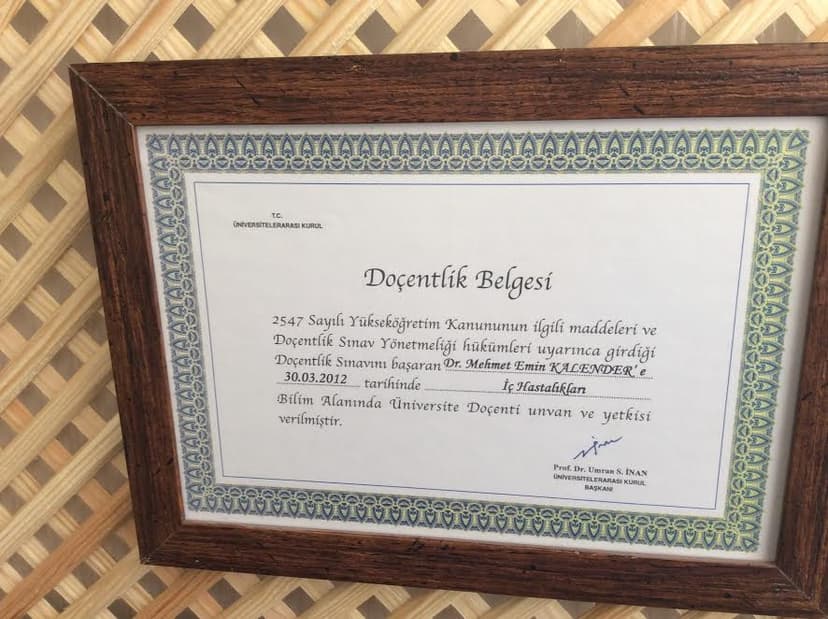 T.C.
ÜNİVERSİTELERARASI KURUL
Doçentlik Belgesi
2547 Sayılı Yükseköğretim Kanununun ilgili maddeleri ve
Doçentlik Sınav Yönetmeliği hükümleri uyarınca girdiği
Doçentlik Sınavını başaran Dr. Mehmet Emin KALENDER' e
30.03.2012 tarihinde İç Hastalıkları
Bilim Alanında Üniversite Doçenti unvan ve yetkisi
verilmiştir.
Prof. Dr. Umran S. İNAN
ÜNİVERSİTELERARASI KURUL
BAŞKANI